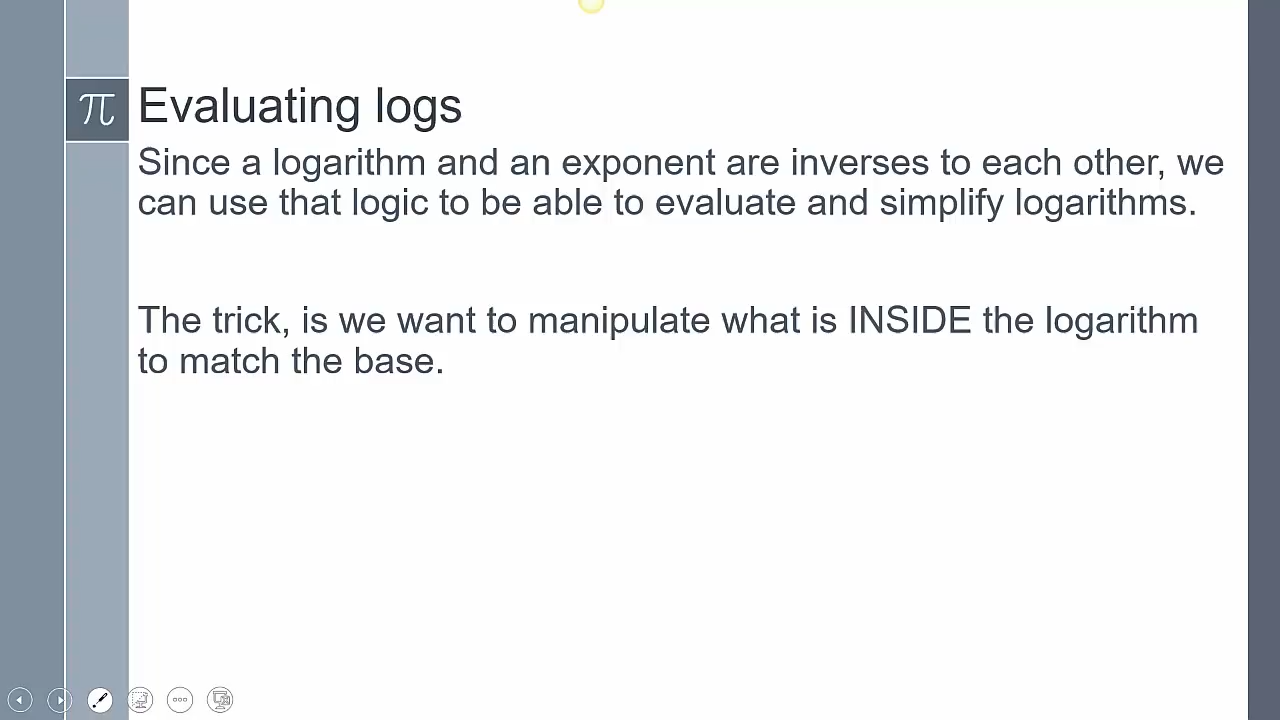 π
Evaluating logs
Since a logarithm and an exponent are inverses to each other, we
can use that logic to be able to evaluate and simplify logarithms.
The trick, is we want to manipulate what is INSIDE the logarithm
to match the base.